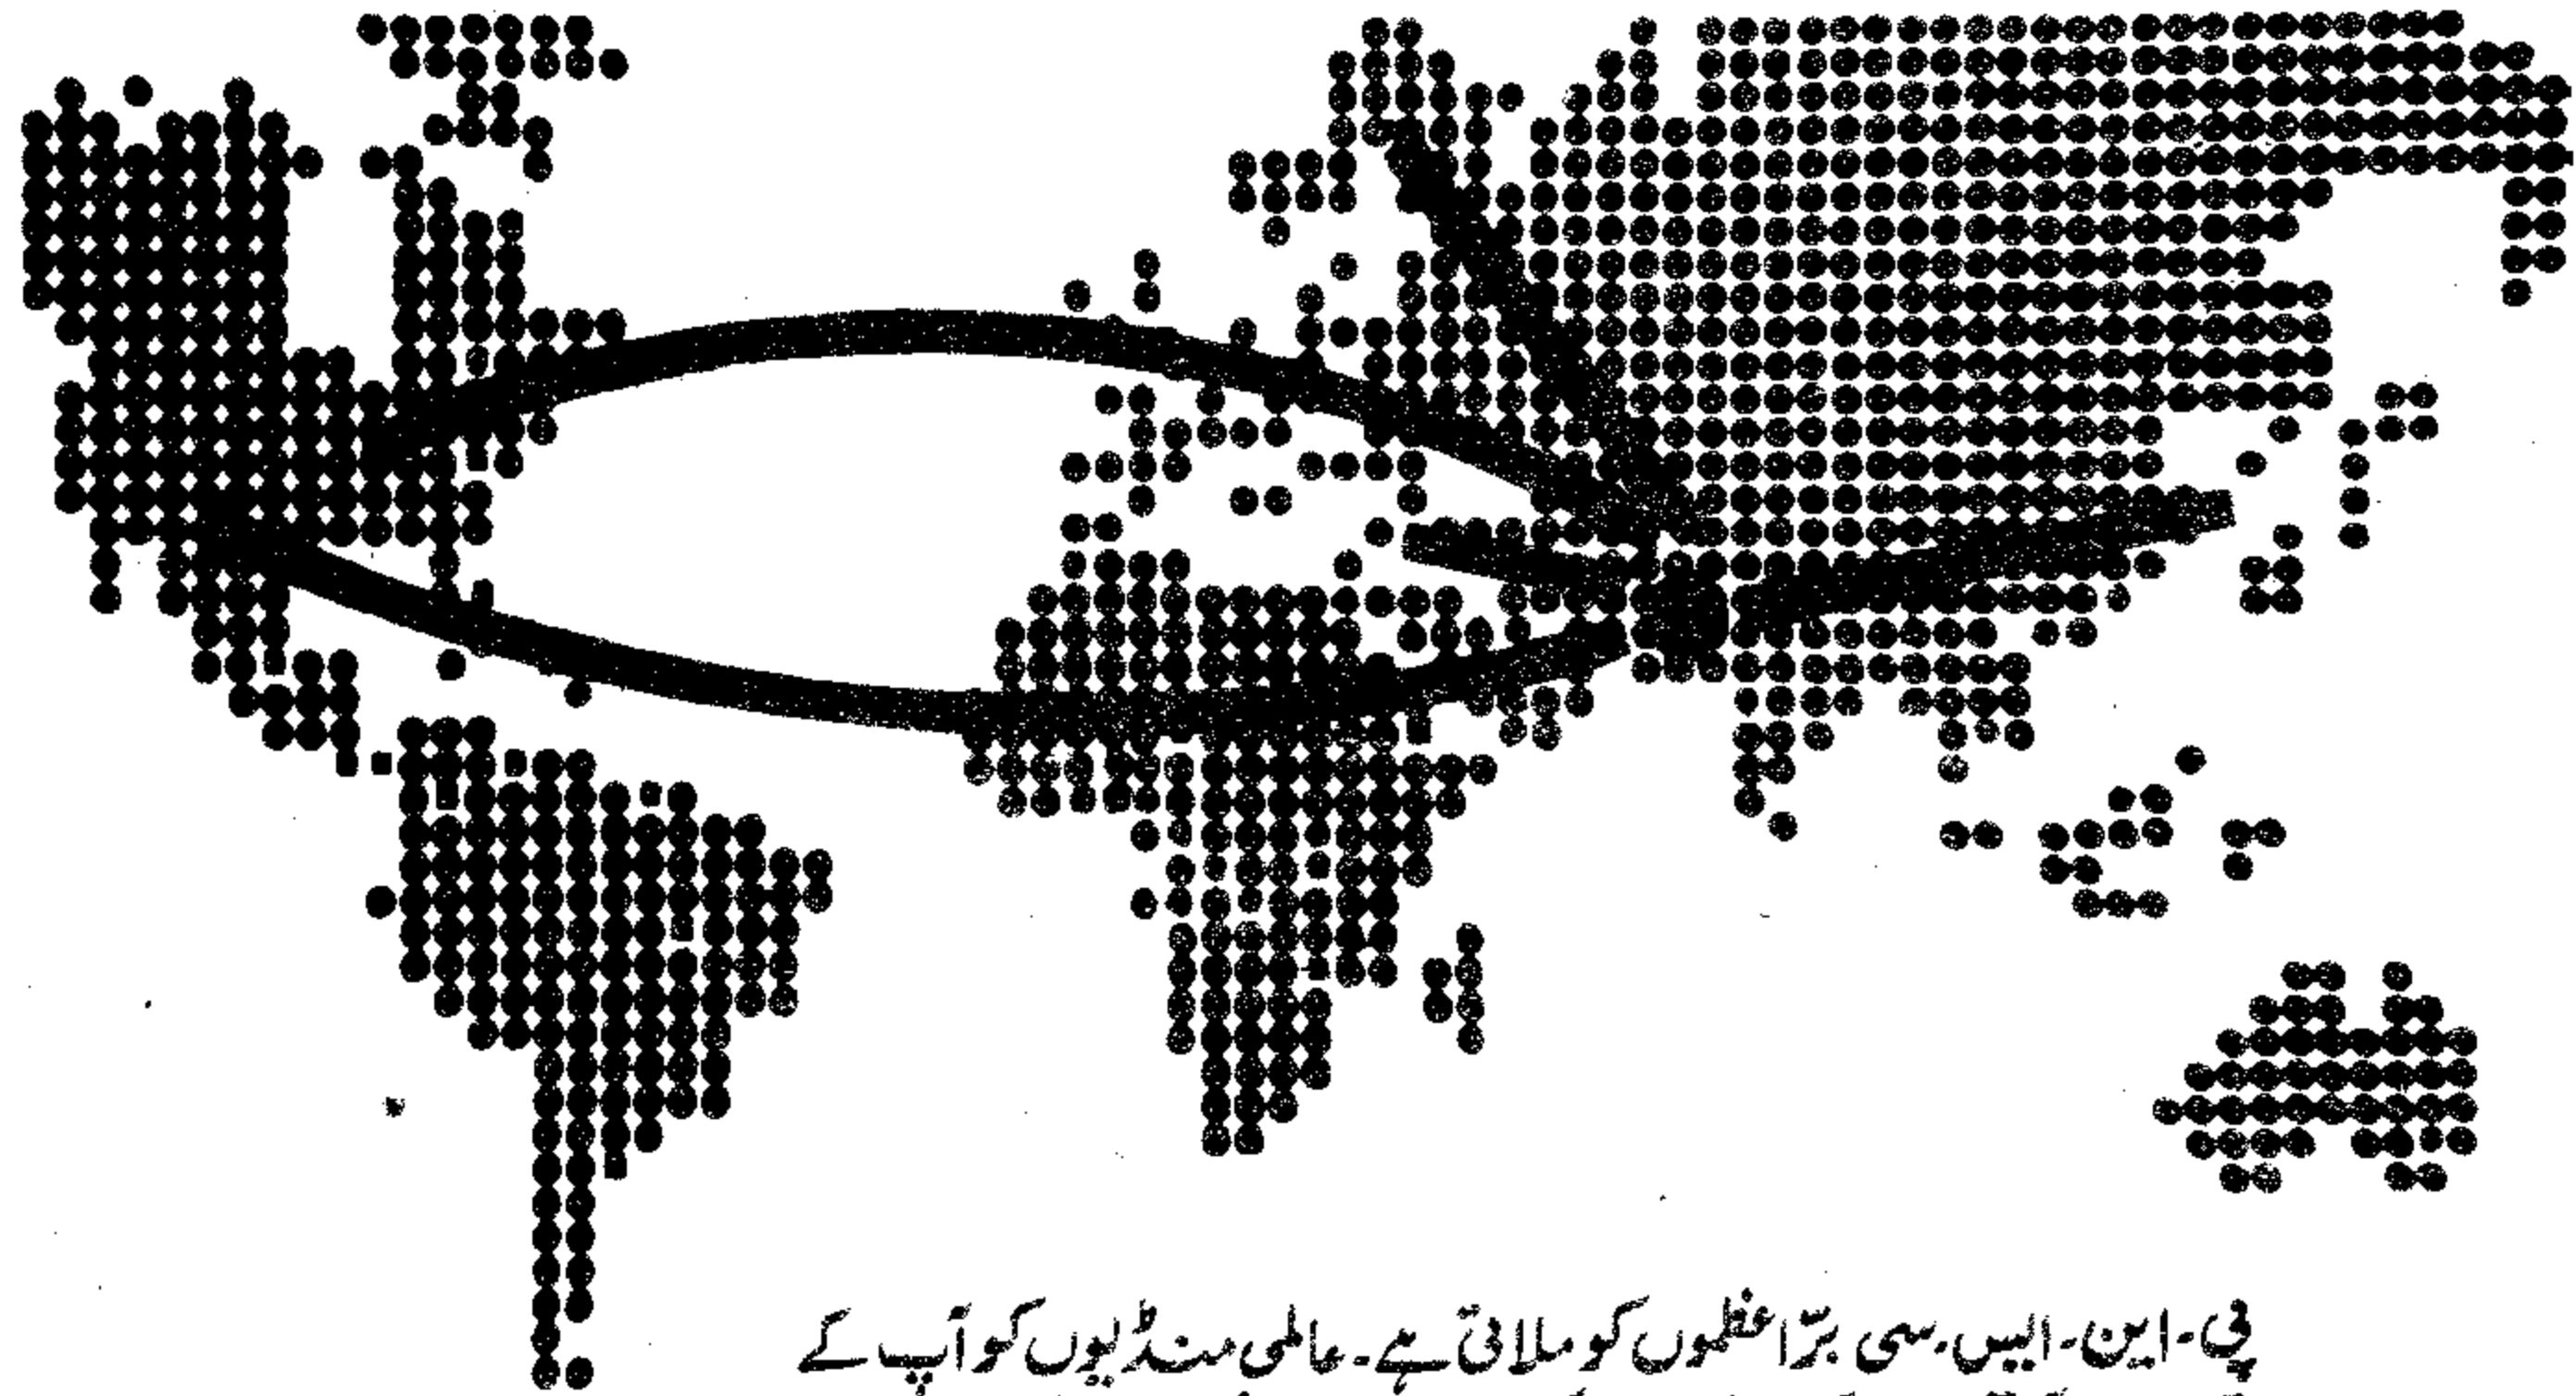 پی۔ این۔ ایس۔ سی برّاعظموں کو ملاتی ہے۔ عالمی منڈیوں کو آپ کے